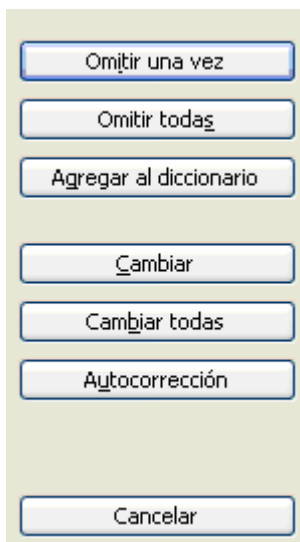 Omitir una vez
Omitir todas
Agregar al diccionario
Cambiar
Cambiar todas
Autocorrección
Cancelar